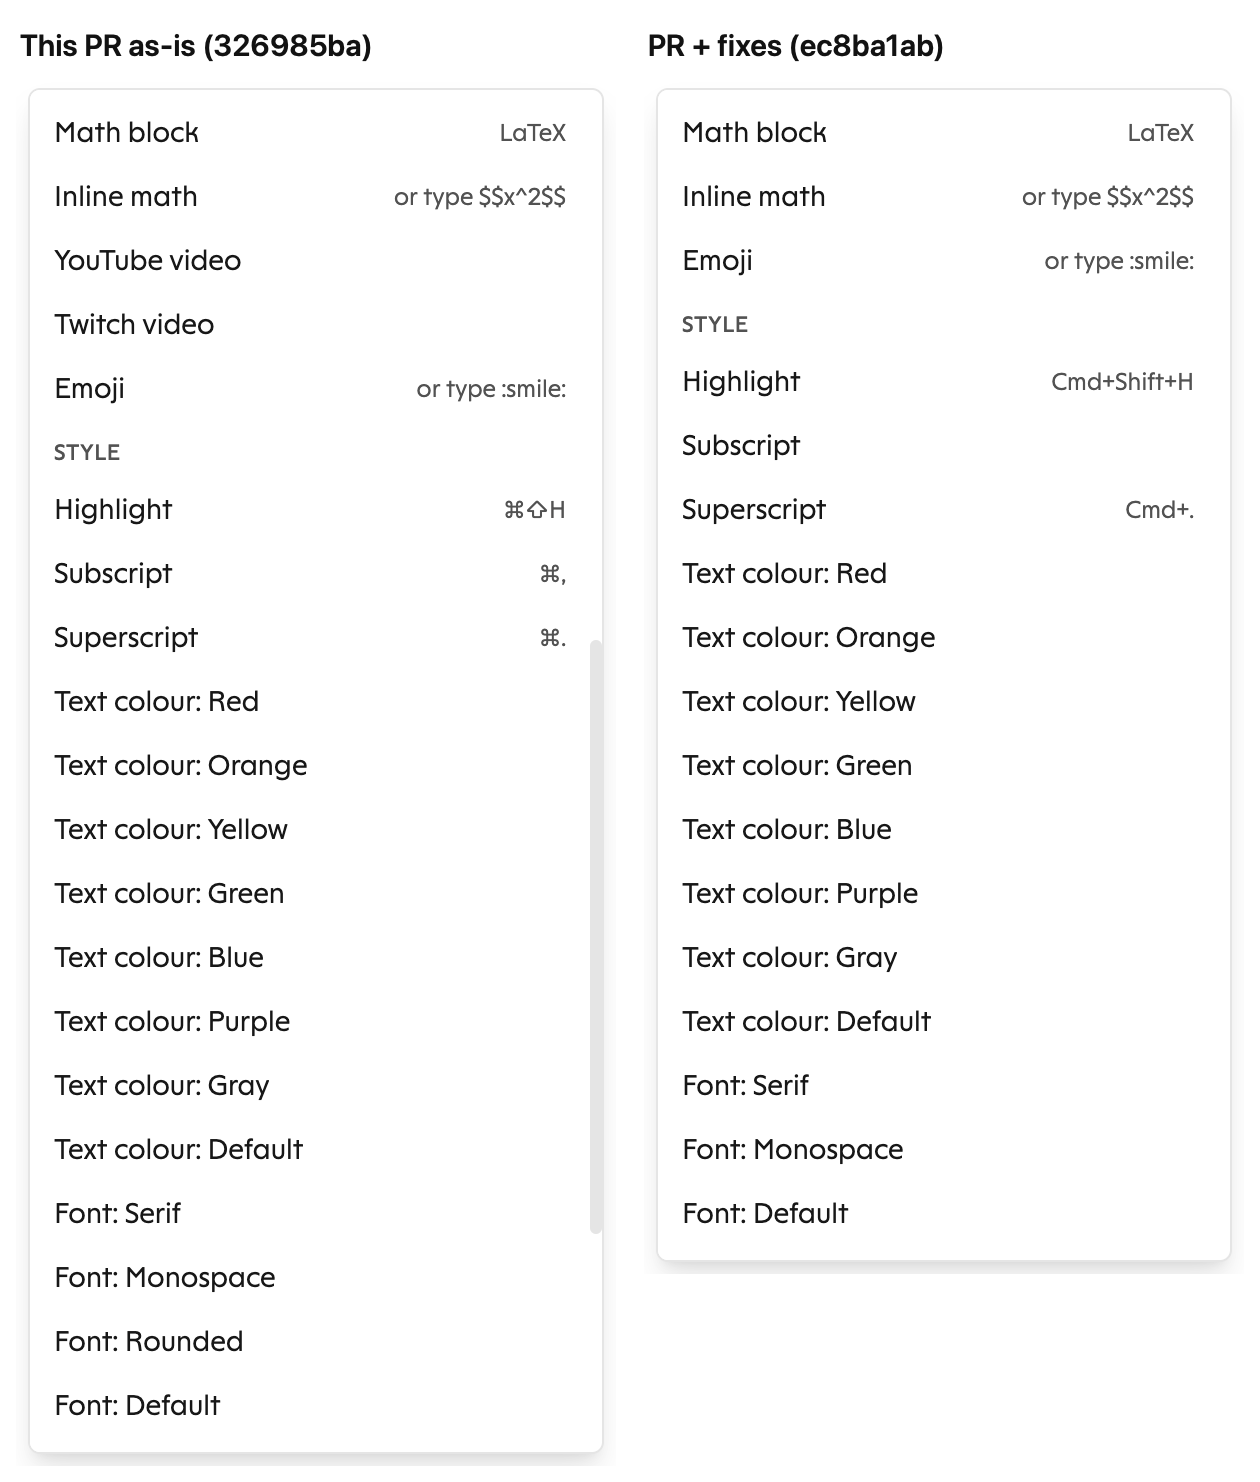 This PR as-is (326985ba)
Math block LaTeX
Inline math or type $$x^2$$
YouTube video
Twitch video
Emoji or type :smile:
STYLE
Highlight ⌘⇧H
Subscript ⌘,
Superscript ⌘.
Text colour: Red
Text colour: Orange
Text colour: Yellow
Text colour: Green
Text colour: Blue
Text colour: Purple
Text colour: Gray
Text colour: Default
Font: Serif
Font: Monospace
Font: Rounded
Font: Default
PR + fixes (ec8ba1ab)
Math block LaTeX
Inline math or type $$x^2$$
Emoji or type :smile:
STYLE
Highlight Cmd+Shift+H
Subscript
Superscript Cmd+.
Text colour: Red
Text colour: Orange
Text colour: Yellow
Text colour: Green
Text colour: Blue
Text colour: Purple
Text colour: Gray
Text colour: Default
Font: Serif
Font: Monospace
Font: Default